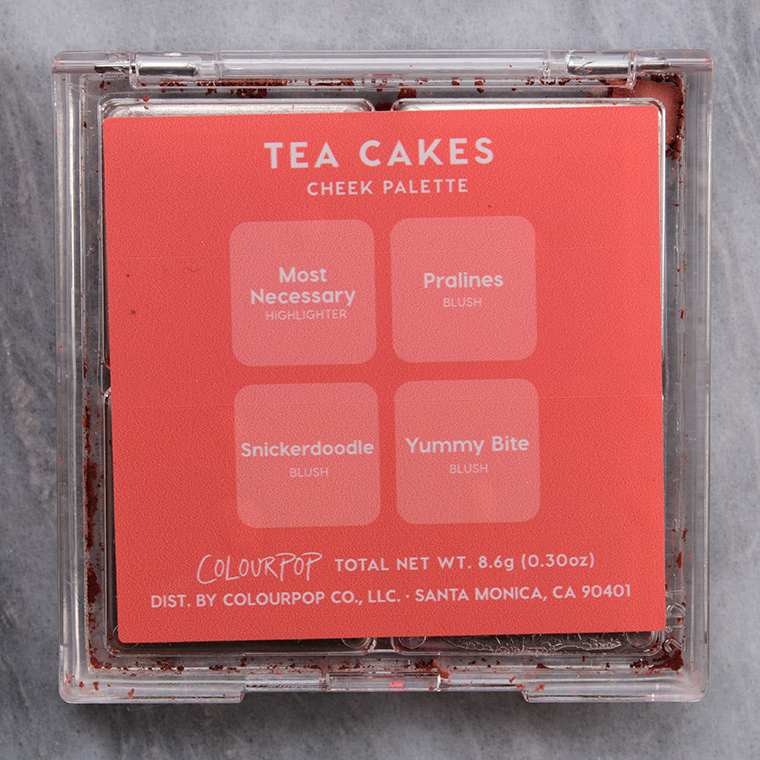 TEA CAKES
CHEEK PALETTE
Most
Necessary
HIGHLIGHTER
Pralines
BLUSH
Snickerdoodle
BLUSH
Yummy Bite
BLUSH
COLOURPOP TOTAL NET WT. 8.6g (0.30oz)
DIST. BY COLOURPOP CO., LLC. · SANTA MONICA, CA 90401